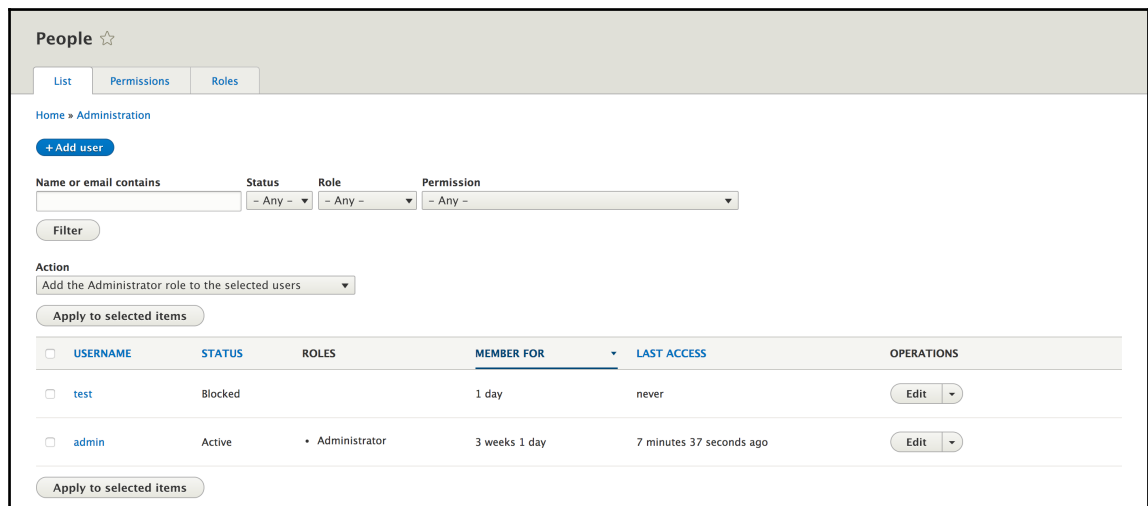 People
List Permissions Roles
Home » Administration
+ Add user
Name or email contains Status Role Permission
- Any - - Any - - Any -
Filter
Action
Add the Administrator role to the selected users
Apply to selected items
USERNAME STATUS ROLES MEMBER FOR LAST ACCESS OPERATIONS
test Blocked 1 day never Edit
admin Active • Administrator 3 weeks 1 day 7 minutes 37 seconds ago Edit
Apply to selected items